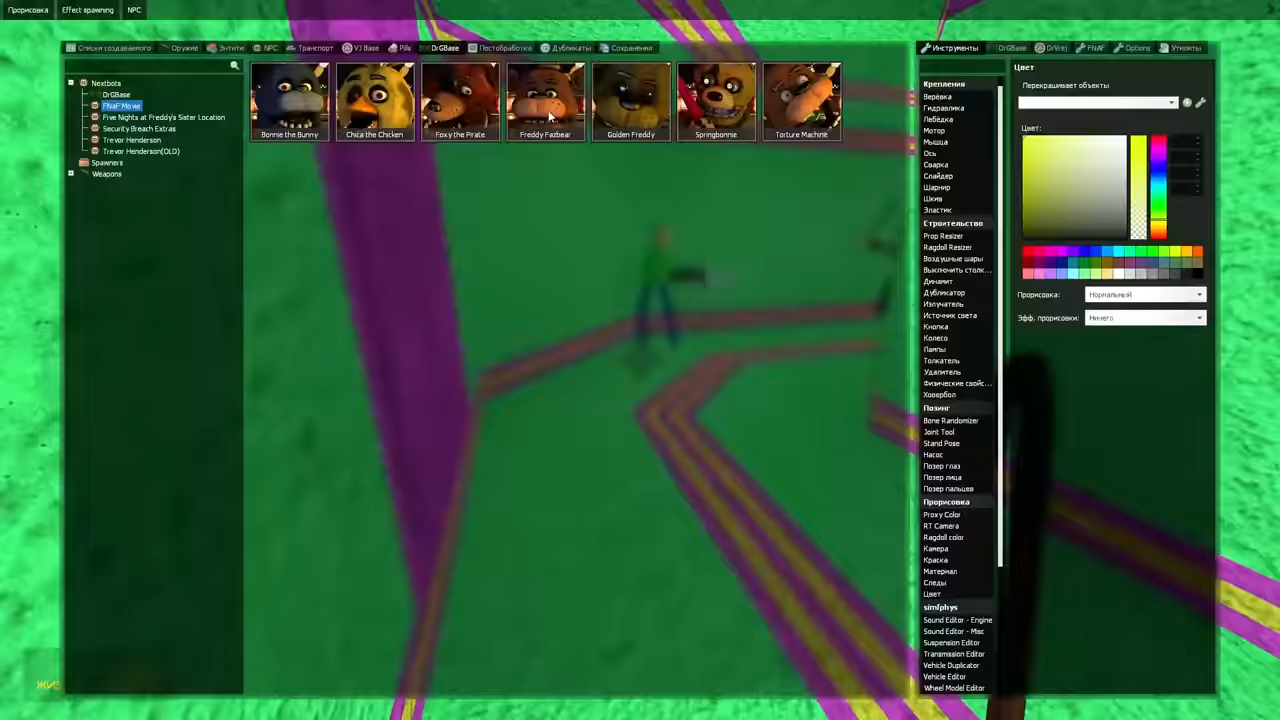 Прорисовка Effect spawning NPC
Списки создаваемого Оружие Энтити NPC Транспорт VJ Base Pills DrGBase Постобработка Дубликаты Сохранения
Nextbots
DrGBase
FNaF Movie
Five Nights at Freddy's Sister Location
Security Breach Extras
Trevor Henderson
Trevor Henderson(OLD)
Spawners
Weapons
Bonnie the Bunny Chica the Chicken Foxy the Pirate Freddy Fazbear Golden Freddy Springbonnie Torture Machine
Инструменты DrGBase DrVrej FNAF Options Утилиты
Крепления
Верёвка
Гидравлика
Лебёдка
Мотор
Мышца
Ось
Сварка
Слайдер
Шарнир
Шкив
Эластик
Строительство
Prop Resizer
Ragdoll Resizer
Воздушные шары
Выключить столк...
Динамит
Дубликатор
Излучатель
Источник света
Кнопка
Колесо
Лампы
Толкатель
Удалитель
Физические свойс...
Ховербол
Позинг
Bone Randomizer
Joint Tool
Stand Pose
Насос
Позер глаз
Позер лица
Позер пальцев
Прорисовка
Proxy Color
RT Camera
Ragdoll color
Камера
Краска
Материал
Следы
Цвет
simfphys
Sound Editor - Engine
Sound Editor - Misc
Suspension Editor
Transmission Editor
Vehicle Duplicator
Vehicle Editor
Wheel Model Editor
Цвет
Перекрашивает объекты
Цвет:
Прорисовка: Нормальный
Эфф. прорисовки: Ничего